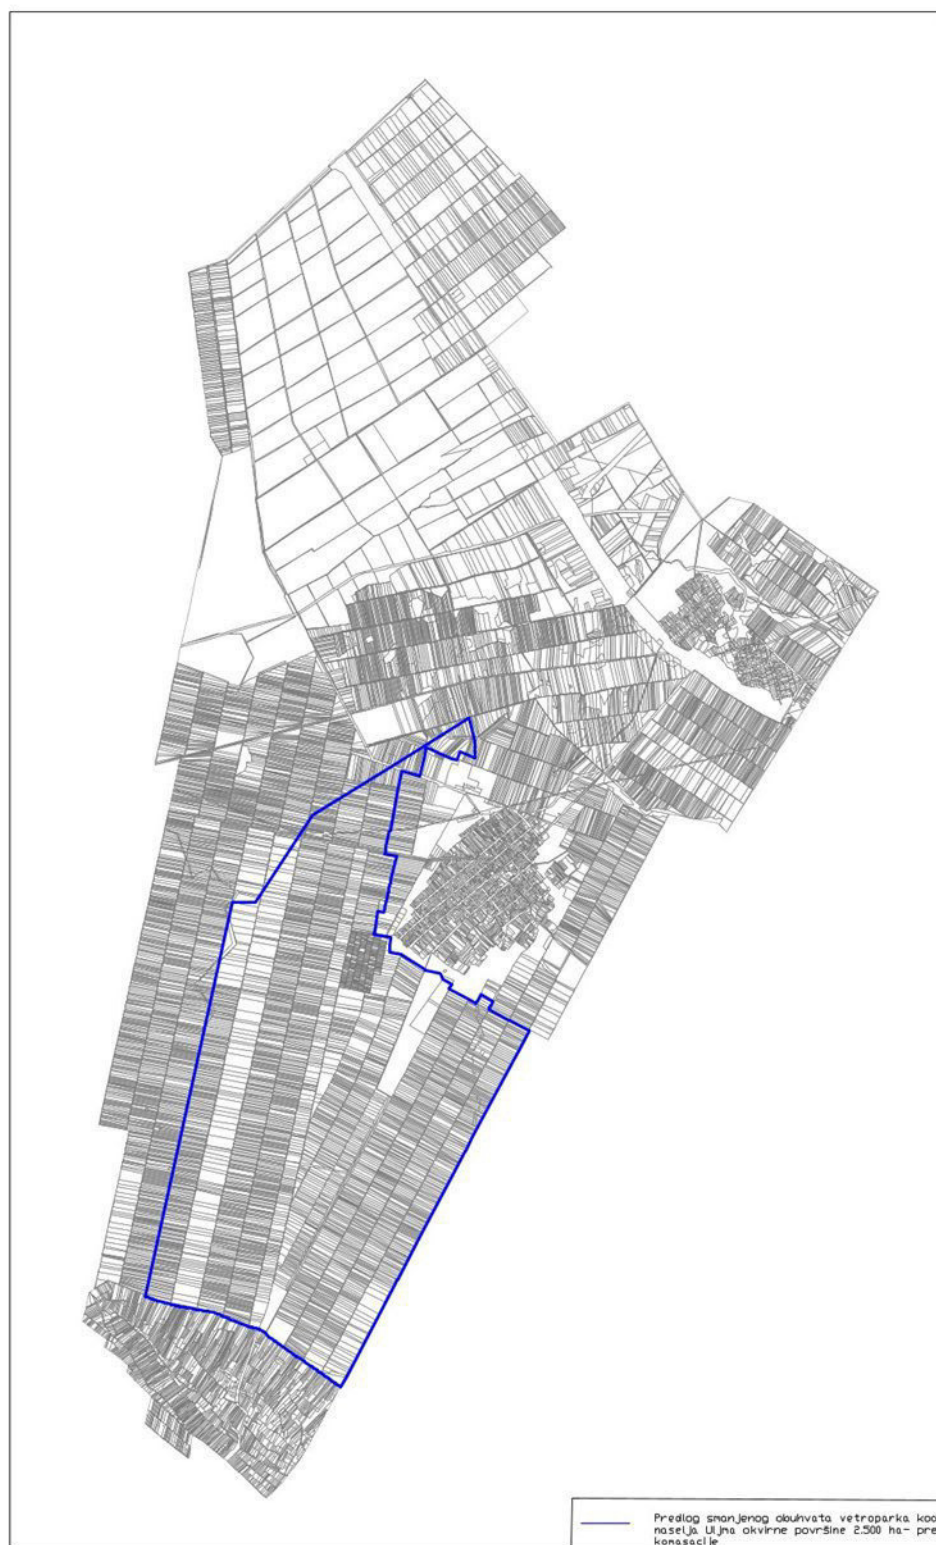 Predlog smanjenog obuhvata vetroparka kod
naselja Uljma okvirne površine 2.500 ha- pre
komasacije